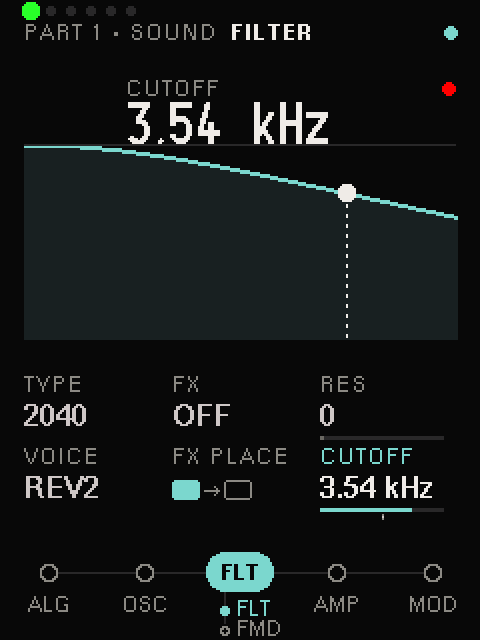 PART 1 · SOUND FILTER
CUTOFF
3.54 kHz
TYPE FX RES
2040 OFF 0
VOICE FX PLACE CUTOFF
REV2 → 3.54 kHz
FLT
ALG OSC FLT AMP MOD
FMD